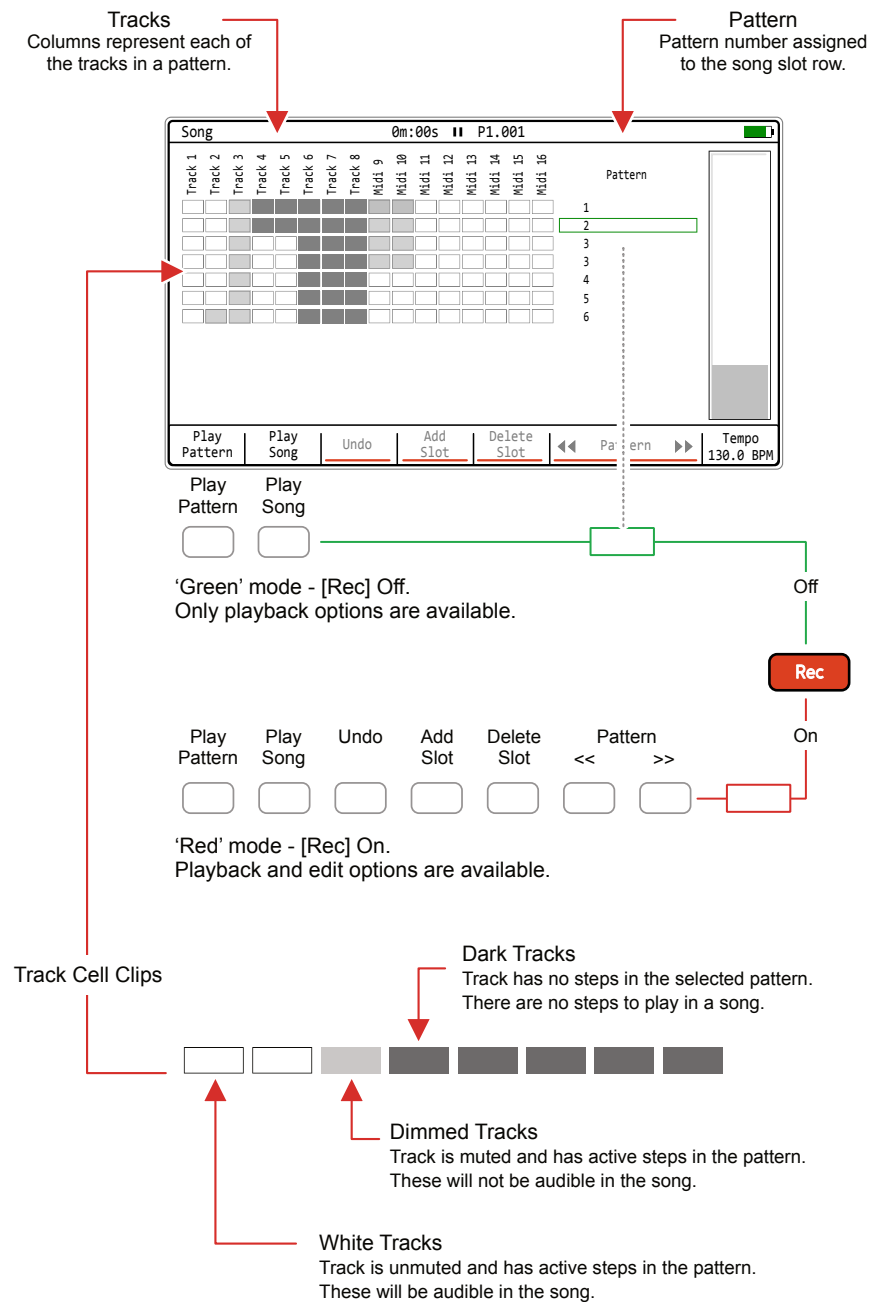 Tracks
Columns represent each of
the tracks in a pattern.
Pattern
Pattern number assigned
to the song slot row.
Song 0m:00s P1.001
Track 1
Track 2
Track 3
Track 4
Track 5
Track 6
Track 7
Track 8
Midi 9
Midi 10
Midi 11
Midi 12
Midi 13
Midi 14
Midi 15
Midi 16
Pattern
1
2
3
3
4
5
6
Play
Pattern
Play
Song
Undo
Add
Slot
Delete
Slot
Pattern
Tempo
130.0 BPM
Play
Pattern
Play
Song
‘Green’ mode - [Rec] Off.
Only playback options are available.
Off
Rec
On
Play
Pattern
Play
Song
Undo
Add
Slot
Delete
Slot
Pattern
<< >>
‘Red’ mode - [Rec] On.
Playback and edit options are available.
Track Cell Clips
Dark Tracks
Track has no steps in the selected pattern.
There are no steps to play in a song.
Dimmed Tracks
Track is muted and has active steps in the pattern.
These will not be audible in the song.
White Tracks
Track is unmuted and has active steps in the pattern.
These will be audible in the song.